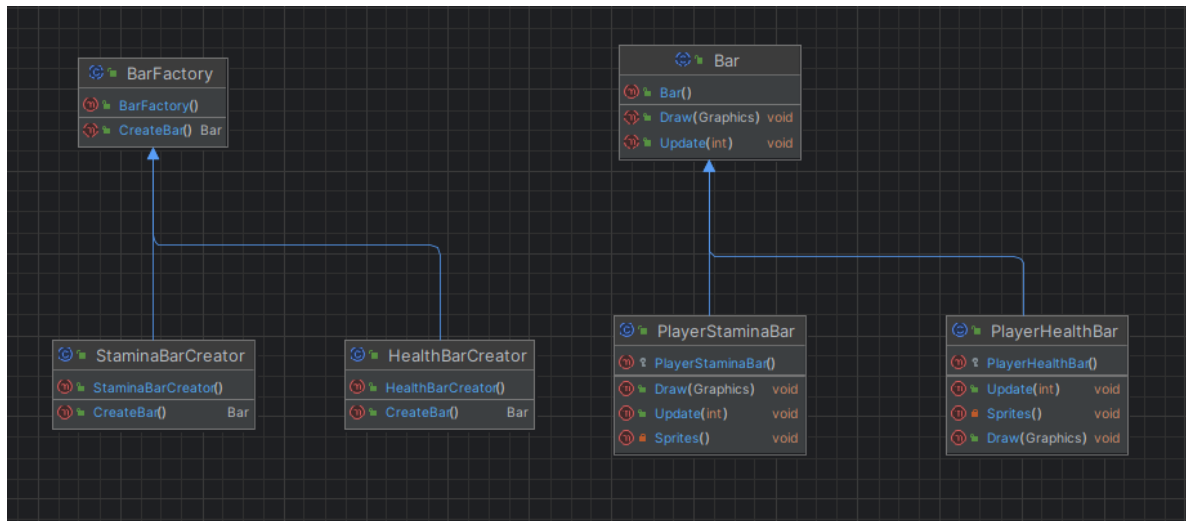 BarFactory
BarFactory()
CreateBar() Bar
Bar
Bar()
Draw(Graphics) void
Update(int) void
StaminaBarCreator
StaminaBarCreator()
CreateBar() Bar
HealthBarCreator
HealthBarCreator()
CreateBar() Bar
PlayerStaminaBar
PlayerStaminaBar()
Draw(Graphics) void
Update(int) void
Sprites() void
PlayerHealthBar
PlayerHealthBar()
Update(int) void
Sprites() void
Draw(Graphics) void